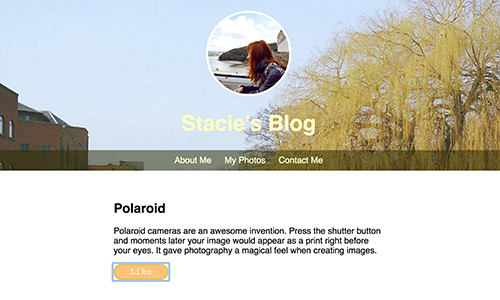 Stacie's Blog
About Me My Photos Contact Me
Polaroid
Polaroid cameras are an awesome invention. Press the shutter button
and moments later your image would appear as a print right before
your eyes. It gave photography a magical feel when creating images.
Like